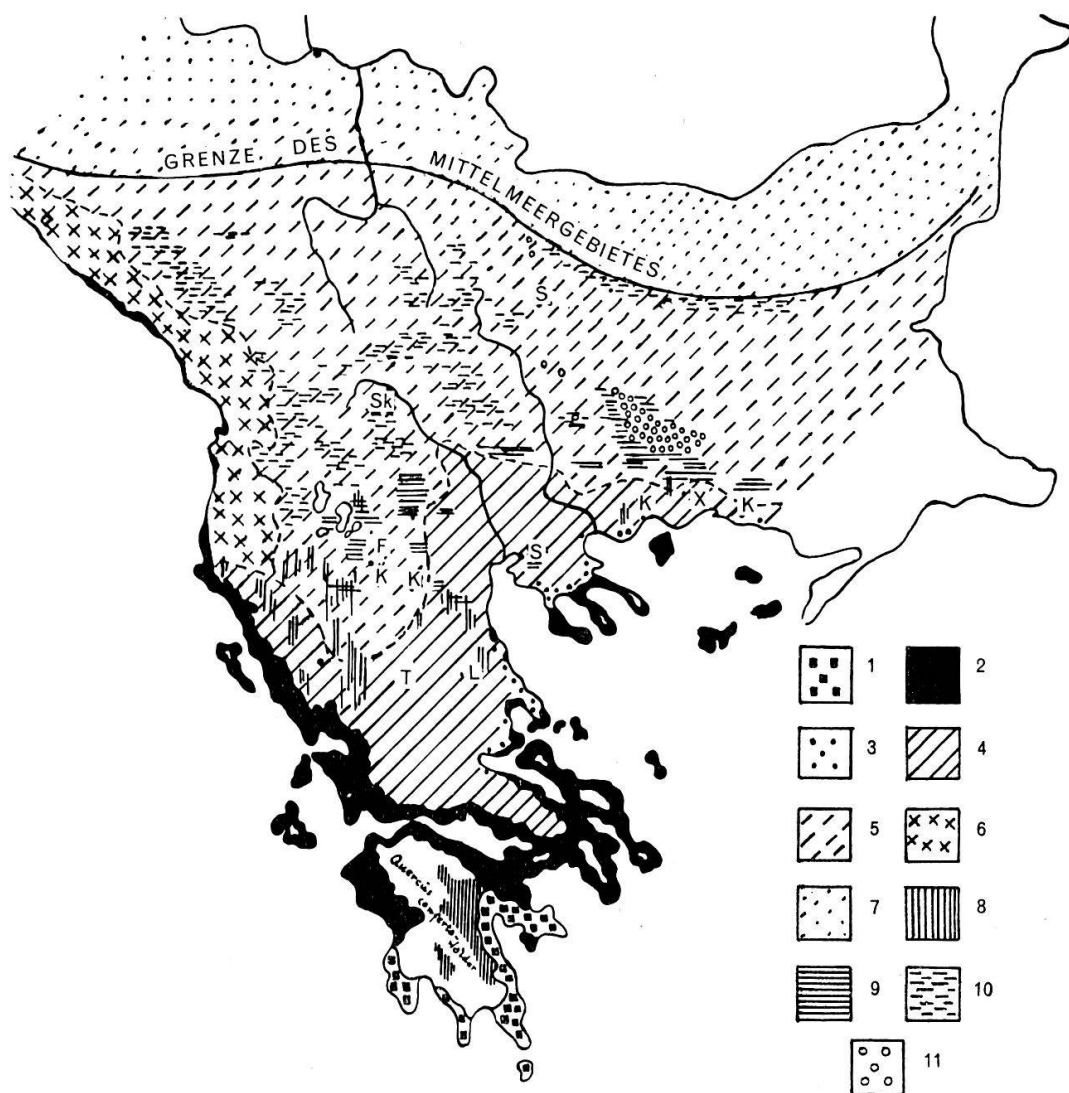 GRENZE DES MITTELMEERGEBIETES
S
Sk
P
K X K
F
S
K K
T L
1 2
3 4
5 6
7 8
9 10
11
Quercus
conferta-
wälder